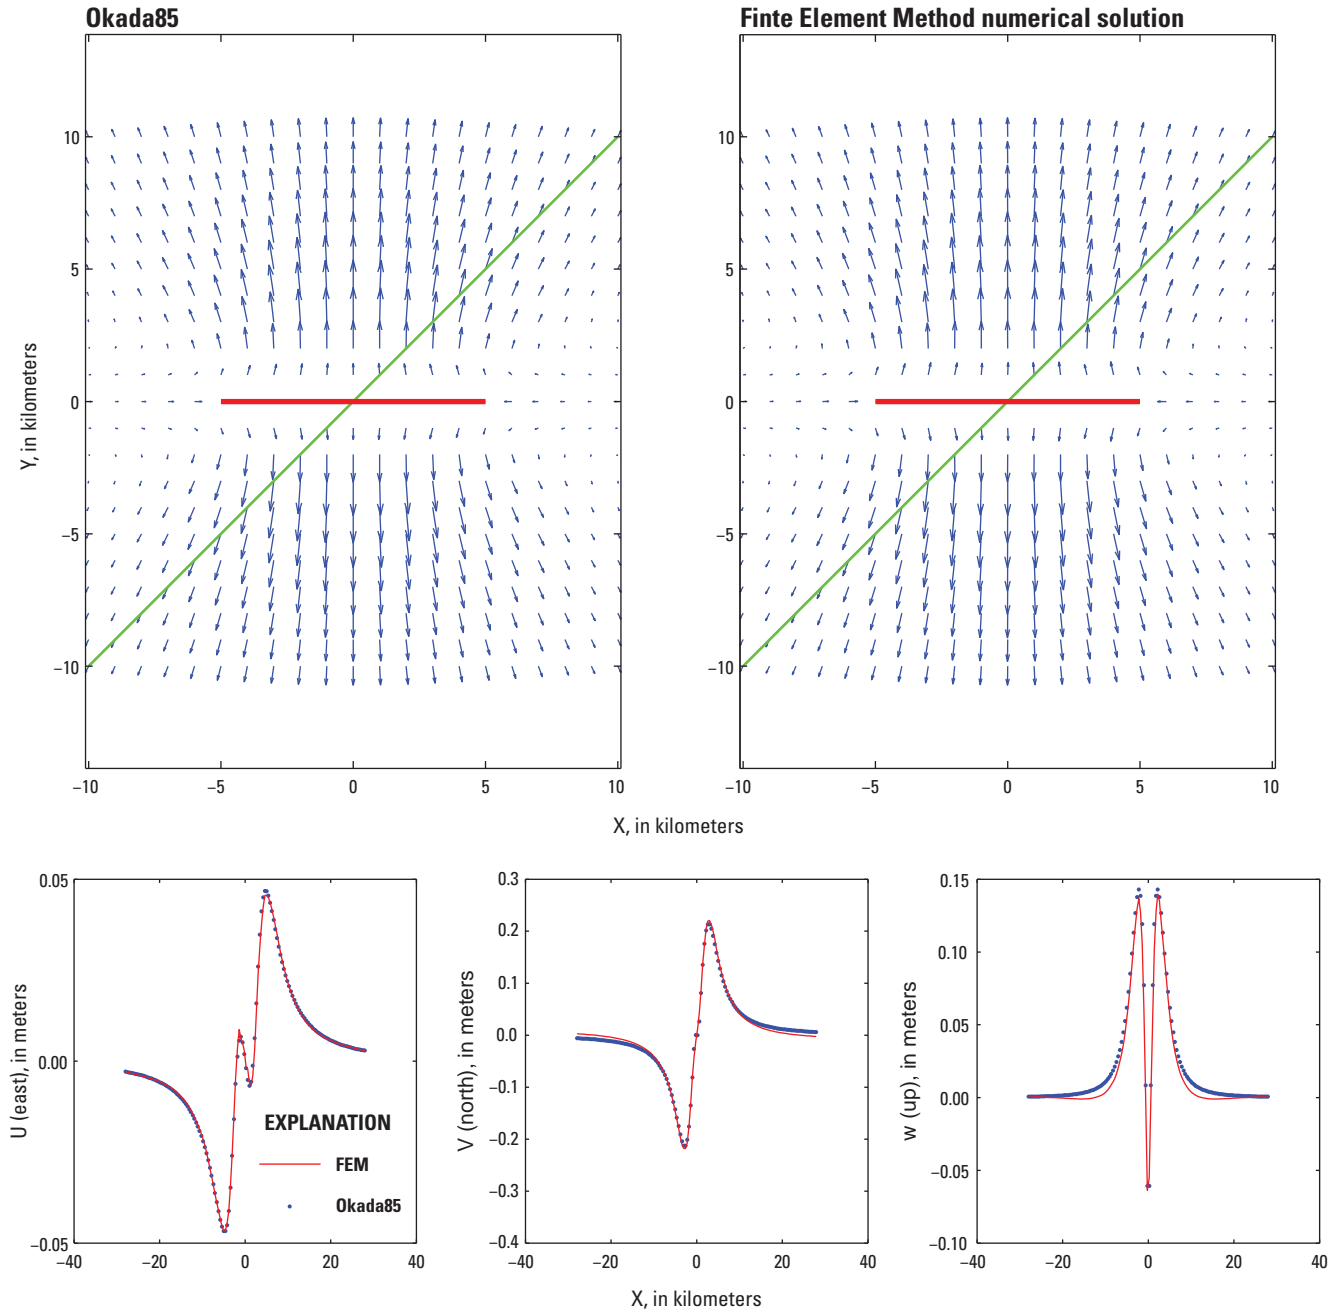 Okada85
Finte Element Method numerical solution
Y, in kilometers
10
5
0
−5
−10
−10 −5 0 5 10
10
5
0
−5
−10
−10 −5 0 5 10
X, in kilometers
U (east), in meters
0.05
0.00
−0.05
−40 −20 0 20 40
EXPLANATION
FEM
Okada85
V (north), in meters
0.3
0.2
0.1
0.0
−0.1
−0.2
−0.3
−0.4
−40 −20 0 20 40
w (up), in meters
0.15
0.10
0.05
0.00
−0.05
−0.10
−40 −20 0 20 40
X, in kilometers